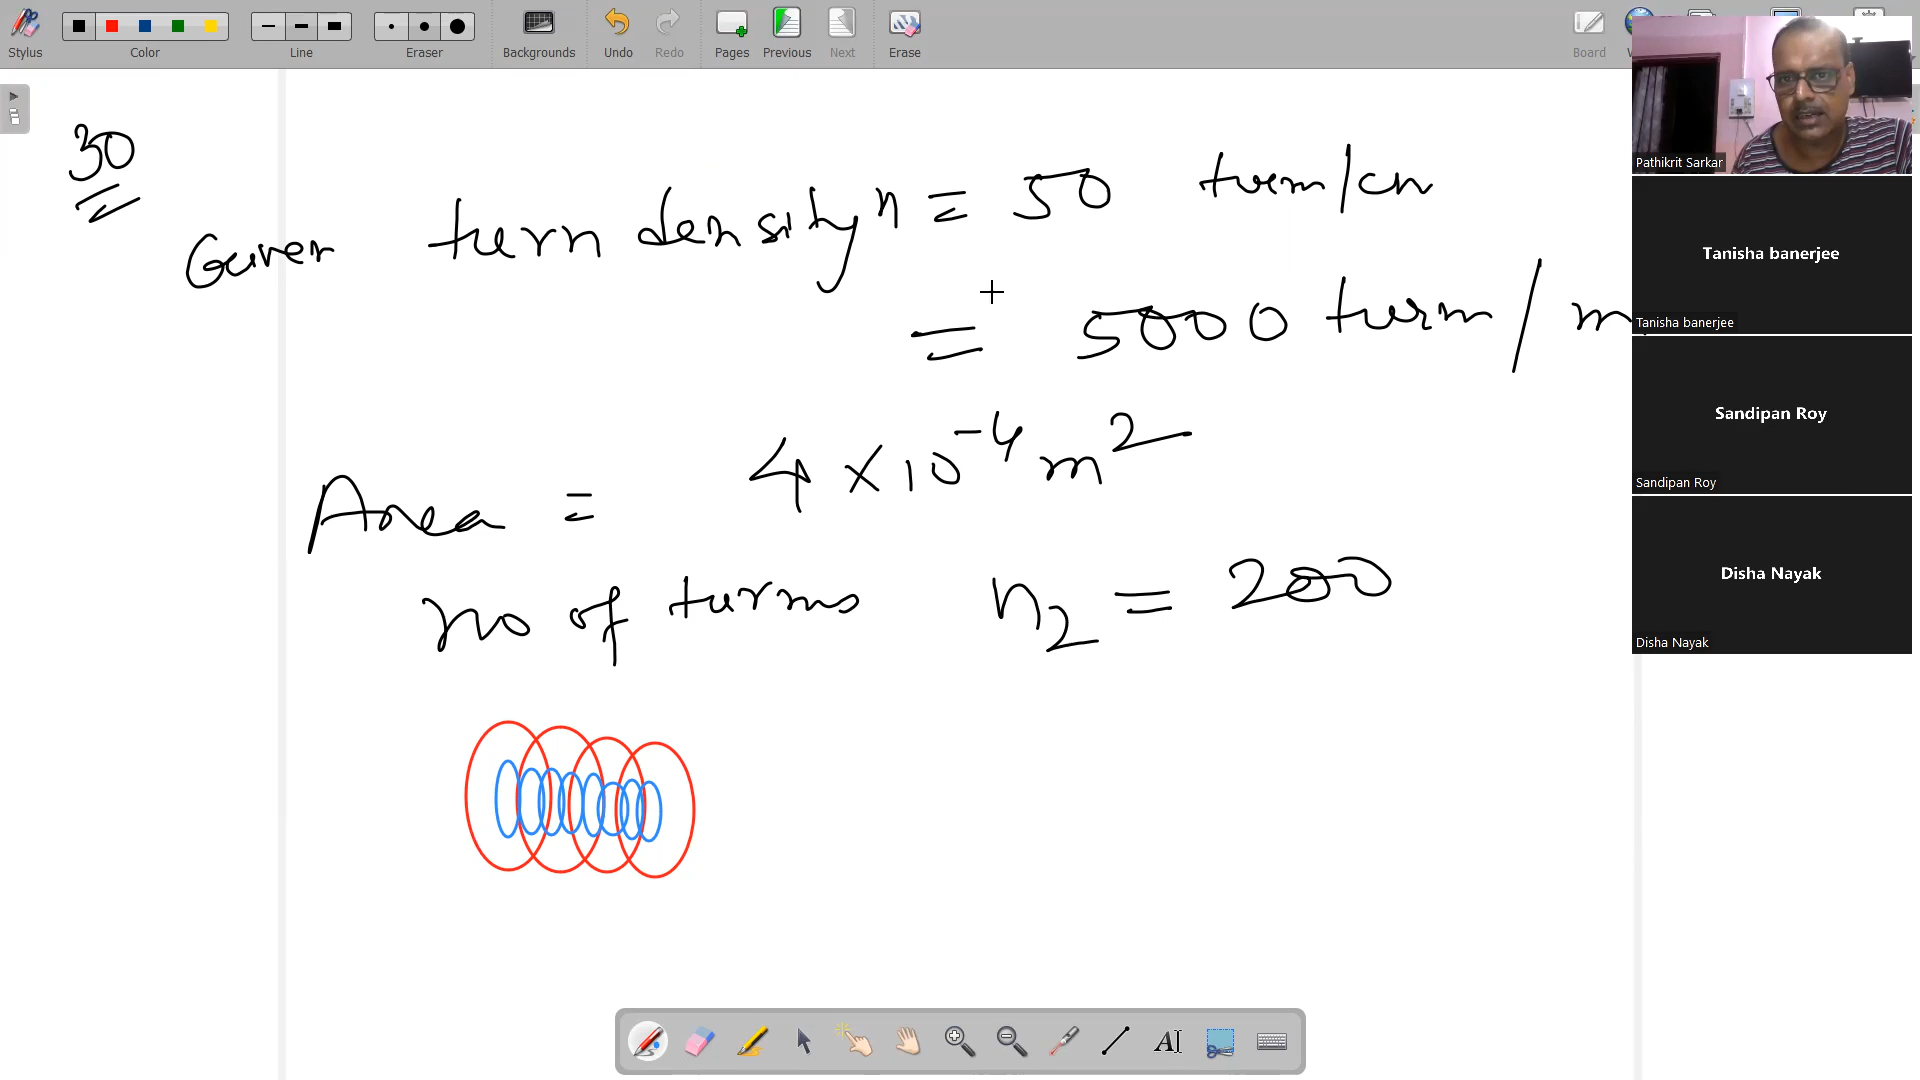 Stylus Color Line Eraser Backgrounds Undo Redo Pages Previous Next Erase Board
30
Given turn density n = 50 turn/cm
= 5000 turn/m
Area = 4 × 10⁻⁴ m²
no of turns n₂ = 200
Pathikrit Sarkar
Tanisha banerjee
Tanisha banerjee
Sandipan Roy
Sandipan Roy
Disha Nayak
Disha Nayak